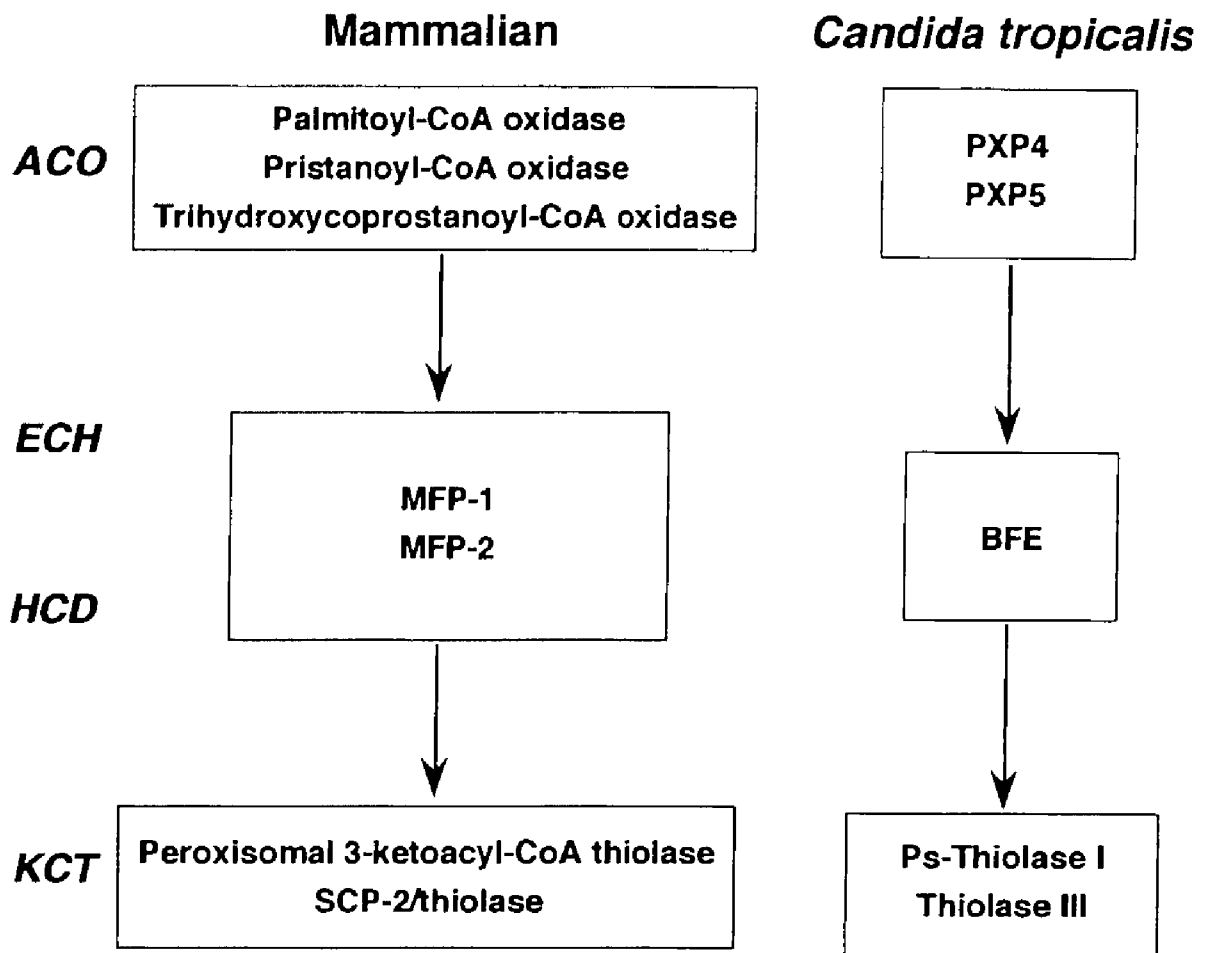 Mammalian
Candida tropicalis
ACO
Palmitoyl-CoA oxidase
Pristanoyl-CoA oxidase
Trihydroxycoprostanoyl-CoA oxidase
PXP4
PXP5
ECH
MFP-1
MFP-2
BFE
HCD
KCT
Peroxisomal 3-ketoacyl-CoA thiolase
SCP-2/thiolase
Ps-Thiolase I
Thiolase III